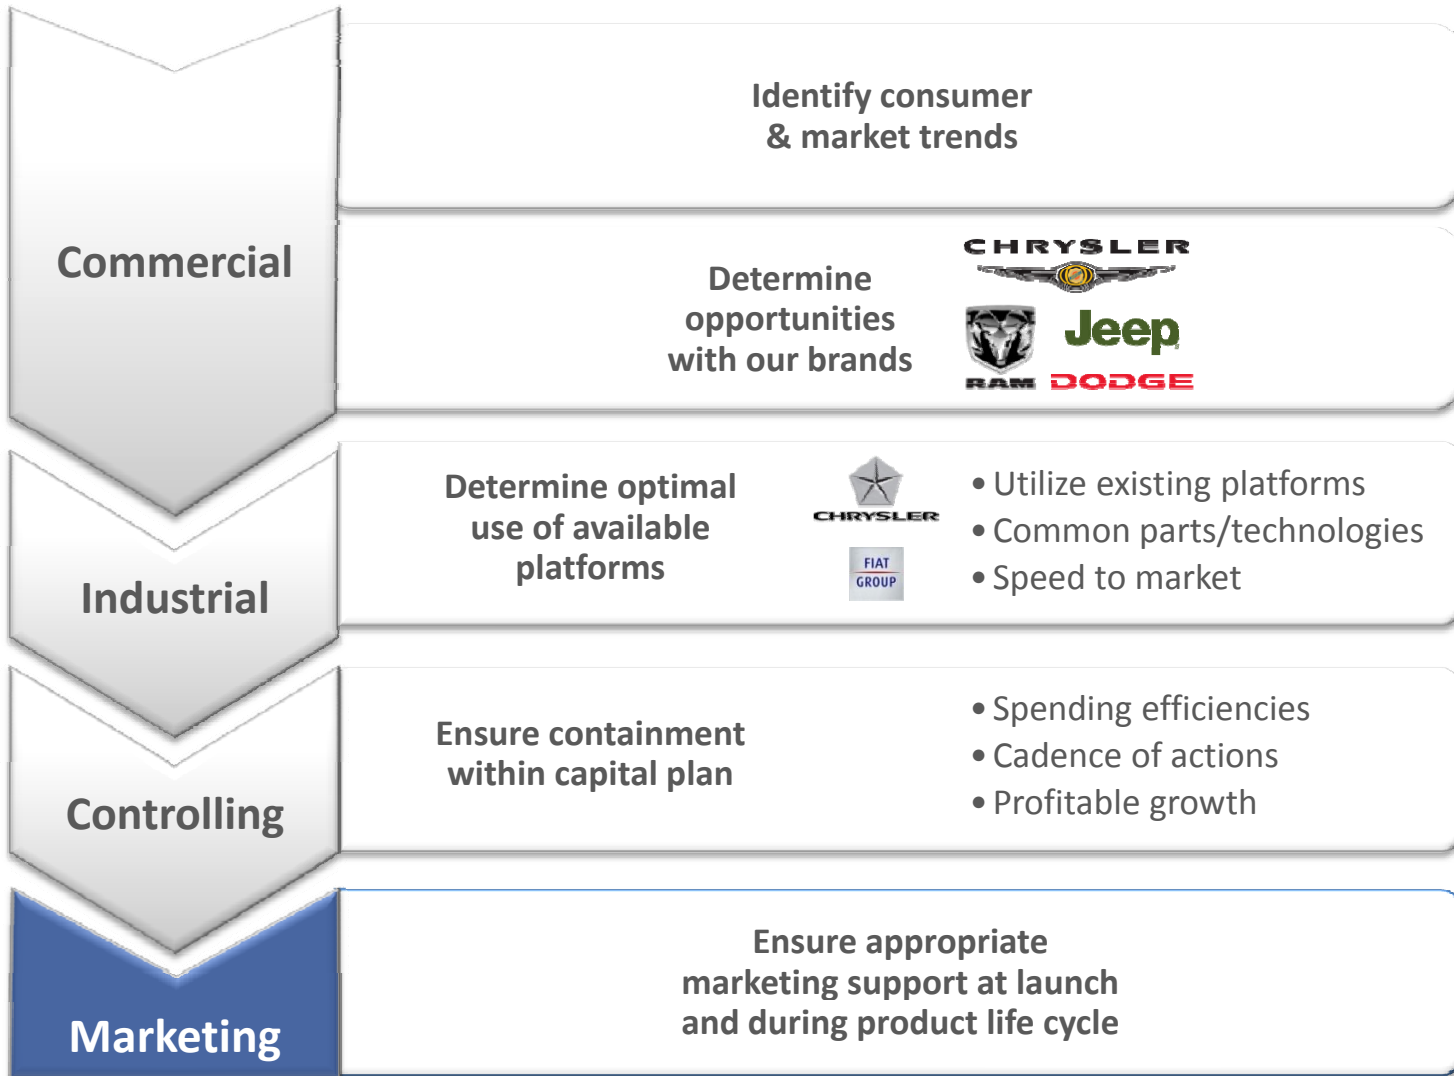 Commercial
Identify consumer
& market trends
Determine
opportunities
with our brands
CHRYSLER
Jeep
RAM
DODGE
Industrial
Determine optimal
use of available
platforms
CHRYSLER
FIAT
GROUP
• Utilize existing platforms
• Common parts/technologies
• Speed to market
Controlling
Ensure containment
within capital plan
• Spending efficiencies
• Cadence of actions
• Profitable growth
Marketing
Ensure appropriate
marketing support at launch
and during product life cycle